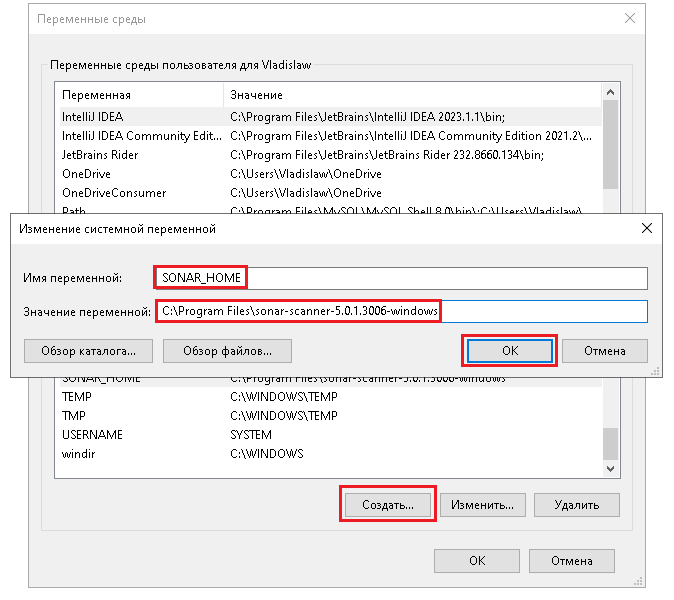 Переменные среды
Переменные среды пользователя для Vladislaw
Переменная Значение
IntelliJ IDEA C:\Program Files\JetBrains\IntelliJ IDEA 2023.1.1\bin;
IntelliJ IDEA Community Edit... C:\Program Files\JetBrains\IntelliJ IDEA Community Edition 2021.2\...
JetBrains Rider C:\Program Files\JetBrains\JetBrains Rider 232.8660.134\bin;
OneDrive C:\Users\Vladislaw\OneDrive
OneDriveConsumer C:\Users\Vladislaw\OneDrive
Path C:\Program Files\MySQL\MySQL Shell 8.0\bin\;C:\Users\Vladislaw\
Изменение системной переменной
Имя переменной: SONAR_HOME
Значение переменной: C:\Program Files\sonar-scanner-5.0.1.3006-windows
Обзор каталога... Обзор файлов... OK Отмена
SONAR_HOME C:\Program Files\sonar-scanner-5.0.1.3006-windows
TEMP C:\WINDOWS\TEMP
TMP C:\WINDOWS\TEMP
USERNAME SYSTEM
windir C:\WINDOWS
Создать... Изменить... Удалить
OK Отмена